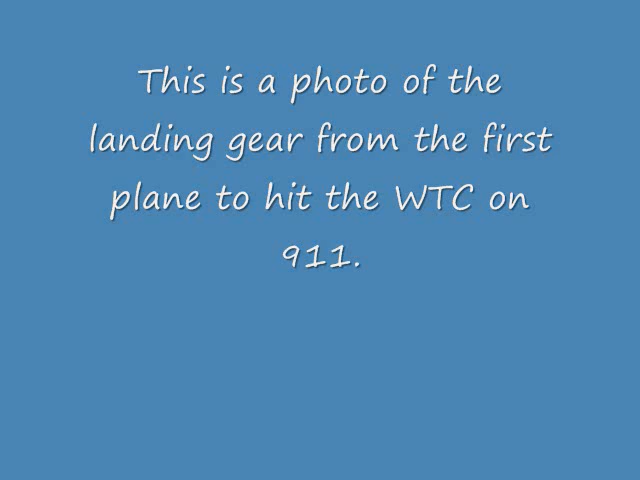 This is a photo of the
landing gear from the first
plane to hit the WTC on
911.